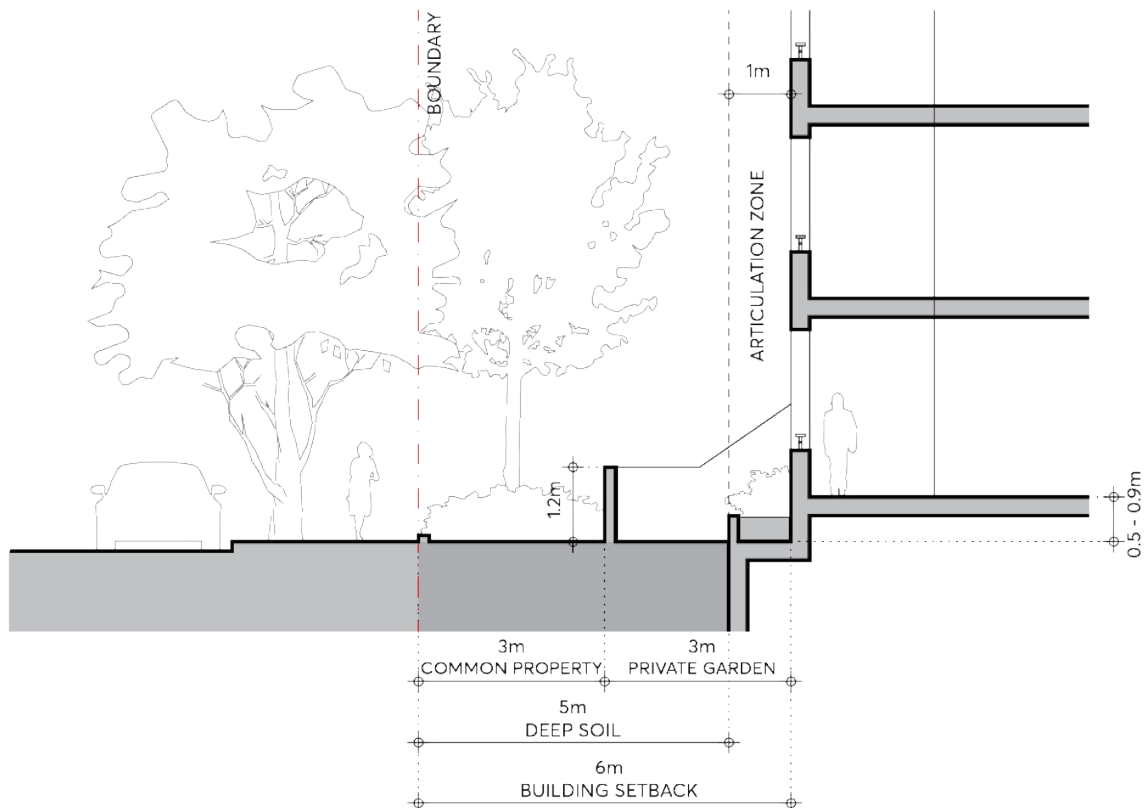 BOUNDARY
1m
ARTICULATION ZONE
1.2m
0.5 - 0.9m
3m
COMMON PROPERTY
3m
PRIVATE GARDEN
5m
DEEP SOIL
6m
BUILDING SETBACK